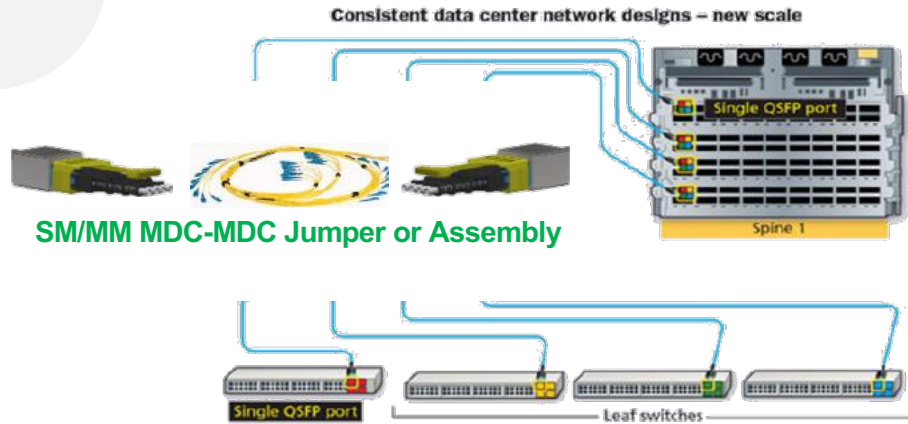 Consistent data center network designs – new scale
Single QSFP port
SM/MM MDC-MDC Jumper or Assembly
Spine 1
Single QSFP port
Leaf switches